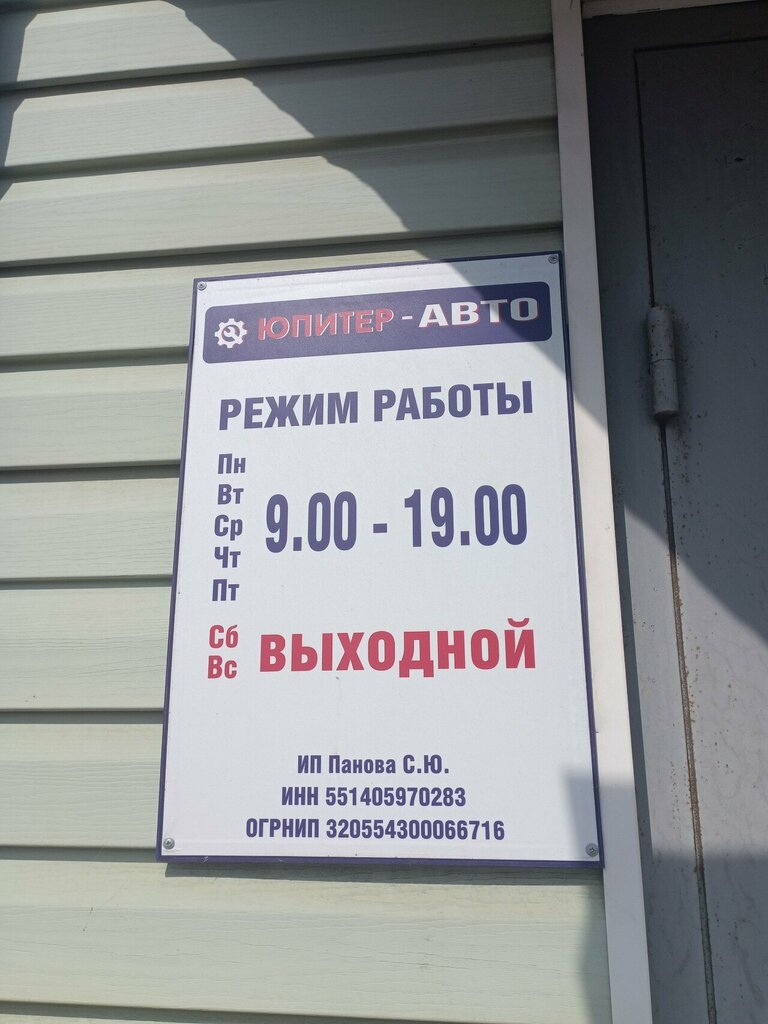 ЮПИТЕР - АВТО
РЕЖИМ РАБОТЫ
Пн
Вт
Ср
Чт
Пт
9.00 - 19.00
Сб
Вс
ВЫХОДНОЙ
ИП Панова С.Ю.
ИНН 551405970283
ОГРНИП 320554300066716